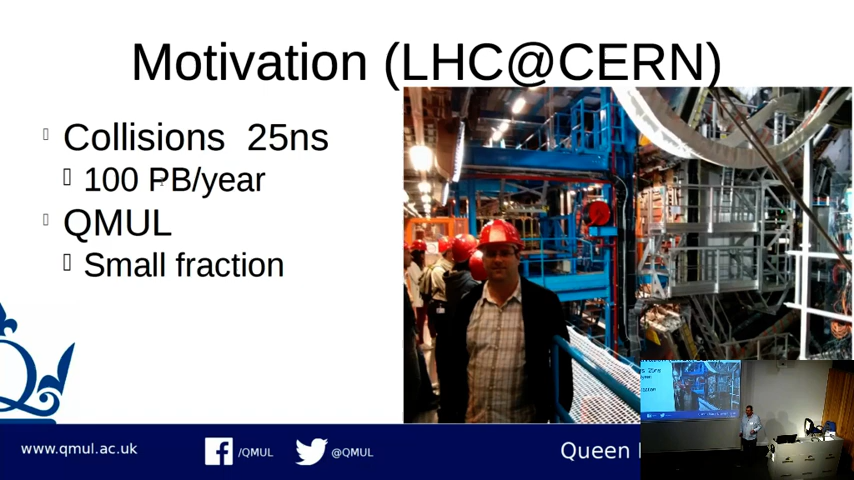 Motivation (LHC@CERN)
Collisions 25ns
100 PB/year
QMUL
Small fraction
www.qmul.ac.uk
/QMUL
@QMUL
Queen